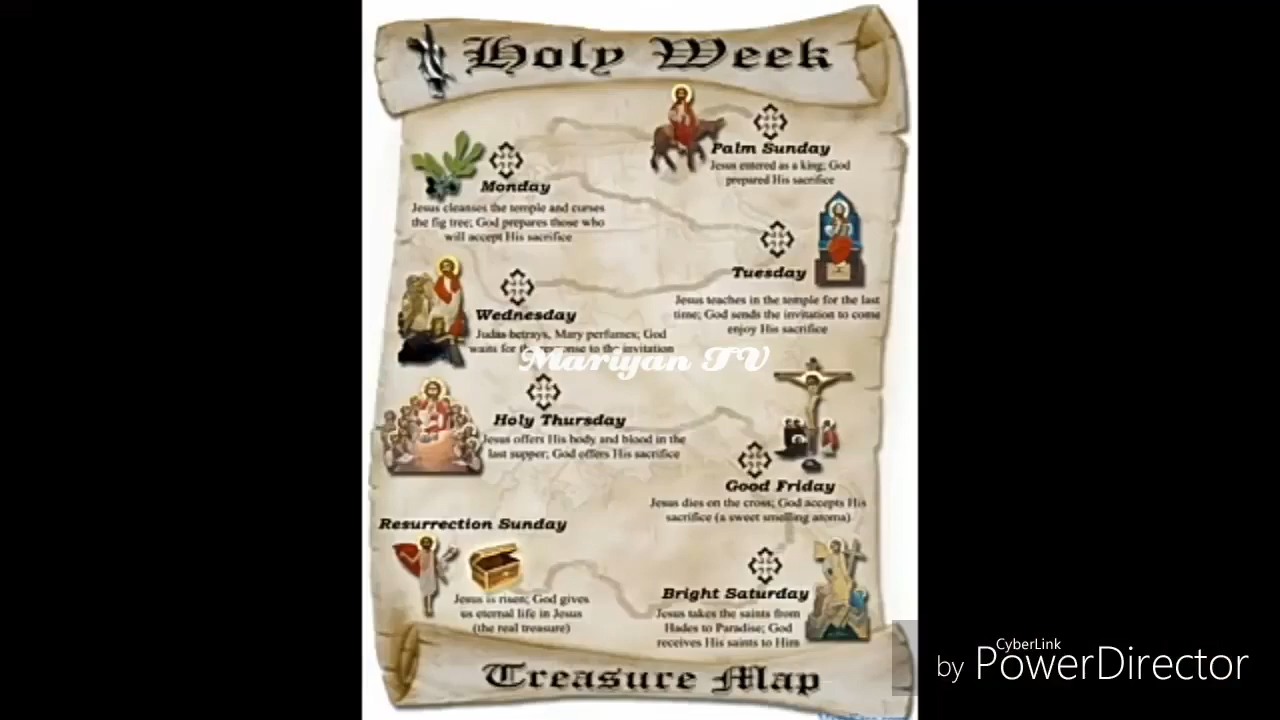 Holy Week
Palm Sunday
Jesus entered as a king; God
prepared His sacrifice
Monday
Jesus cleanses the temple and curses
the fig tree; God prepares those who
will accept His sacrifice
Tuesday
Jesus teaches in the temple for the last
time; God sends the invitation to come
enjoy His sacrifice
Wednesday
Judas betrays, Mary perfumes; God
waits for the response to the invitation
Mariyan TV
Holy Thursday
Jesus offers His body and blood in the
last supper; God offers His sacrifice
Good Friday
Jesus dies on the cross; God accepts His
sacrifice (a sweet smelling aroma)
Bright Saturday
Jesus takes the saints from
Hades to Paradise; God
receives His saints to Him
Resurrection Sunday
Jesus is risen; God gives
us eternal life in Jesus
(the real treasure)
Treasure Map
CyberLink
by PowerDirector